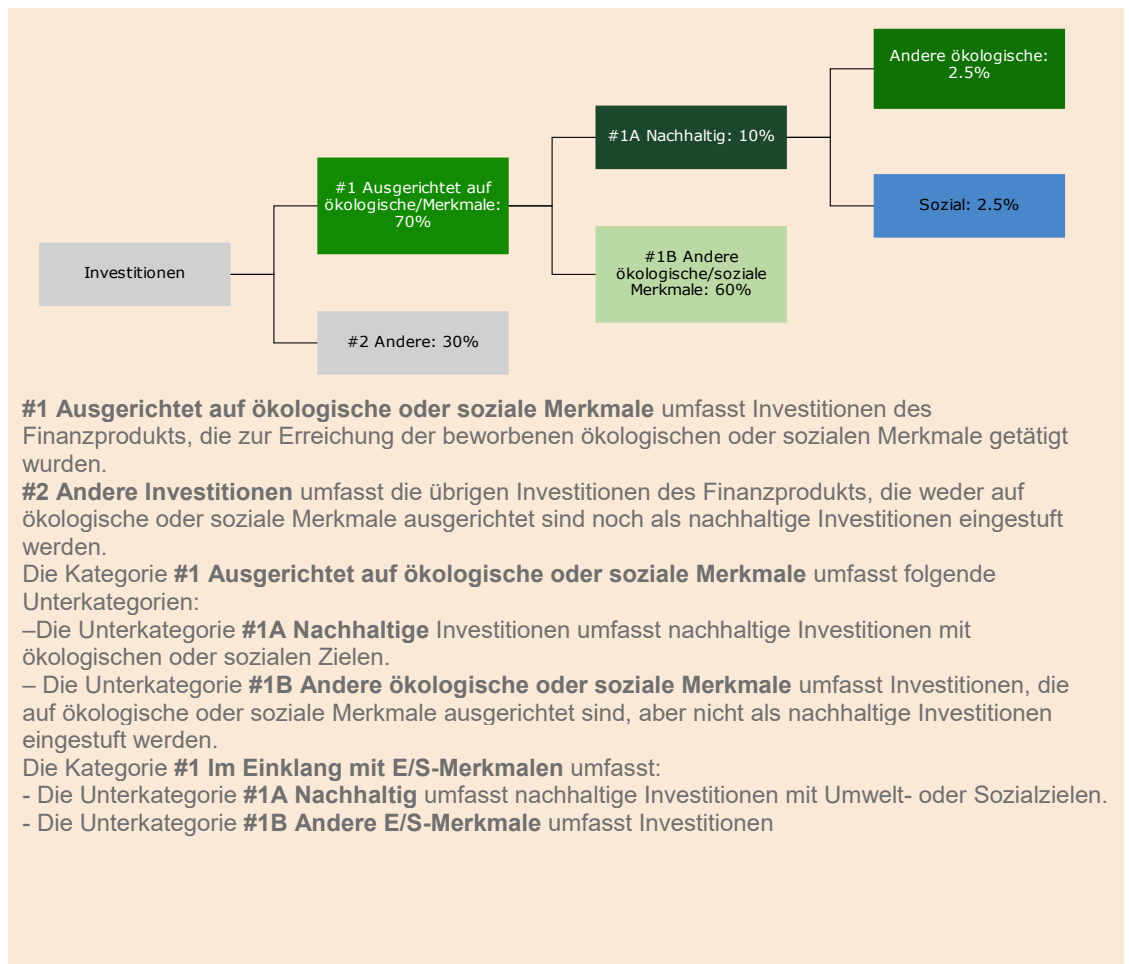 Andere ökologische:
2.5%
#1A Nachhaltig: 10%
#1 Ausgerichtet auf
ökologische/Merkmale:
70%
Sozial: 2.5%
Investitionen
#1B Andere
ökologische/soziale
Merkmale: 60%
#2 Andere: 30%
#1 Ausgerichtet auf ökologische oder soziale Merkmale umfasst Investitionen des
Finanzprodukts, die zur Erreichung der beworbenen ökologischen oder sozialen Merkmale getätigt
wurden.
#2 Andere Investitionen umfasst die übrigen Investitionen des Finanzprodukts, die weder auf
ökologische oder soziale Merkmale ausgerichtet sind noch als nachhaltige Investitionen eingestuft
werden.
Die Kategorie #1 Ausgerichtet auf ökologische oder soziale Merkmale umfasst folgende
Unterkategorien:
–Die Unterkategorie #1A Nachhaltige Investitionen umfasst nachhaltige Investitionen mit
ökologischen oder sozialen Zielen.
– Die Unterkategorie #1B Andere ökologische oder soziale Merkmale umfasst Investitionen, die
auf ökologische oder soziale Merkmale ausgerichtet sind, aber nicht als nachhaltige Investitionen
eingestuft werden.
Die Kategorie #1 Im Einklang mit E/S-Merkmalen umfasst:
- Die Unterkategorie #1A Nachhaltig umfasst nachhaltige Investitionen mit Umwelt- oder Sozialzielen.
- Die Unterkategorie #1B Andere E/S-Merkmale umfasst Investitionen